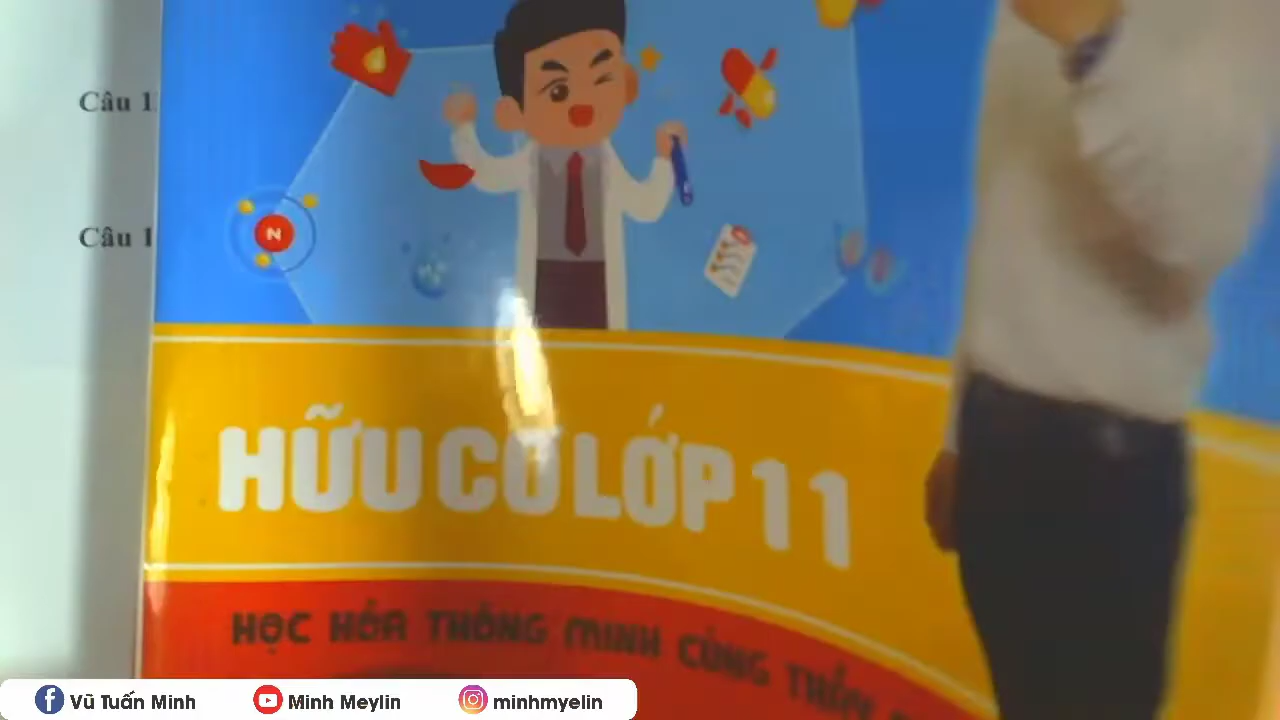 Câu 1
Câu 1
N
HỮU CƠ LỚP 11
HỌC HÓA THÔNG MINH CÙNG THẦY
Vũ Tuấn Minh
Minh Meylin
minhmyelin